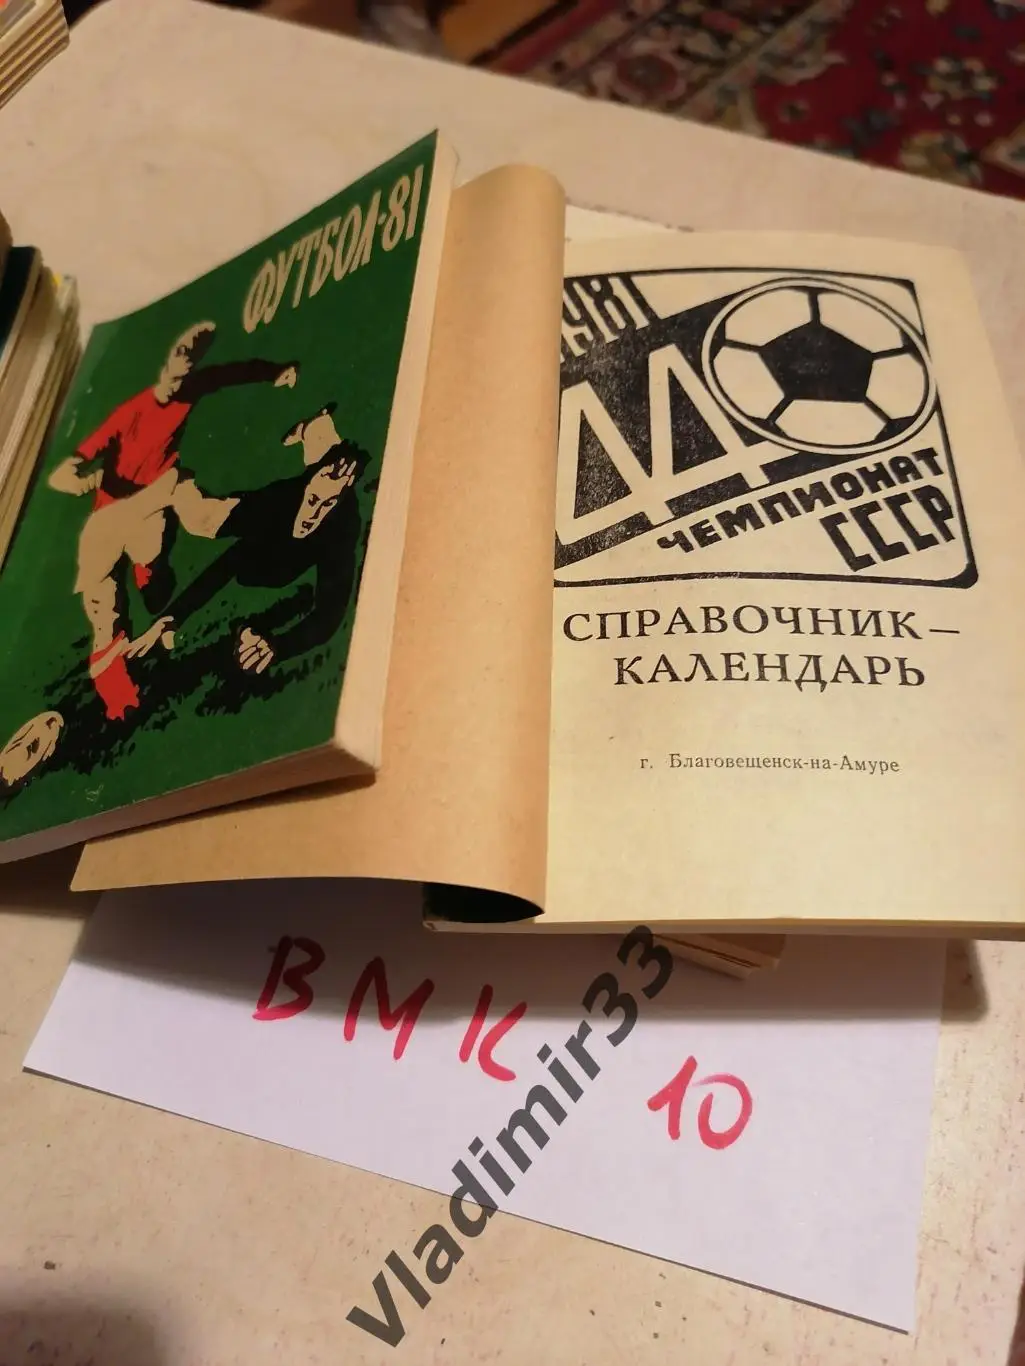 ФУТБОЛ-81
1981
44
ЧЕМПИОНАТ
СССР
СПРАВОЧНИК —
КАЛЕНДАРЬ
г. Благовещенск-на-Амуре
ВМК 10
vladimir33